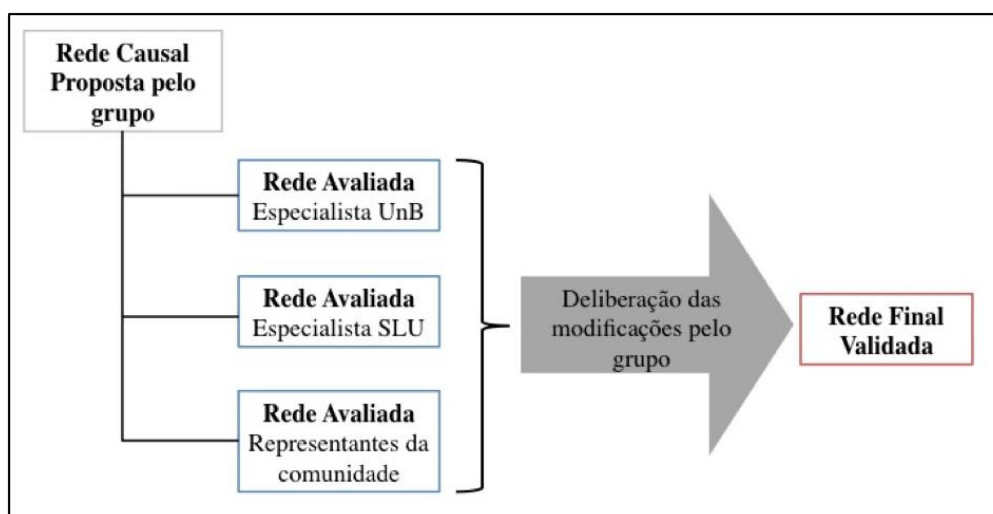 Rede Causal
Proposta pelo
grupo
Rede Avaliada
Especialista UnB
Rede Avaliada
Especialista SLU
Rede Avaliada
Representantes da
comunidade
Deliberação das
modificações pelo
grupo
Rede Final
Validada